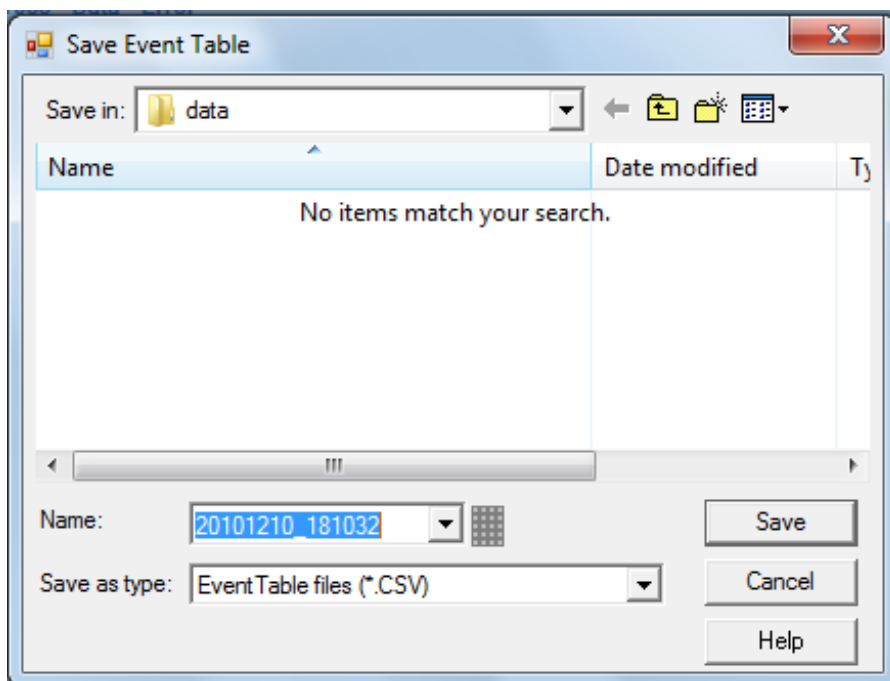 Save Event Table
Save in: data
Name Date modified Ty
No items match your search.
Name: 20101210_181032 Save
Save as type: EventTable files (*.CSV) Cancel
Help